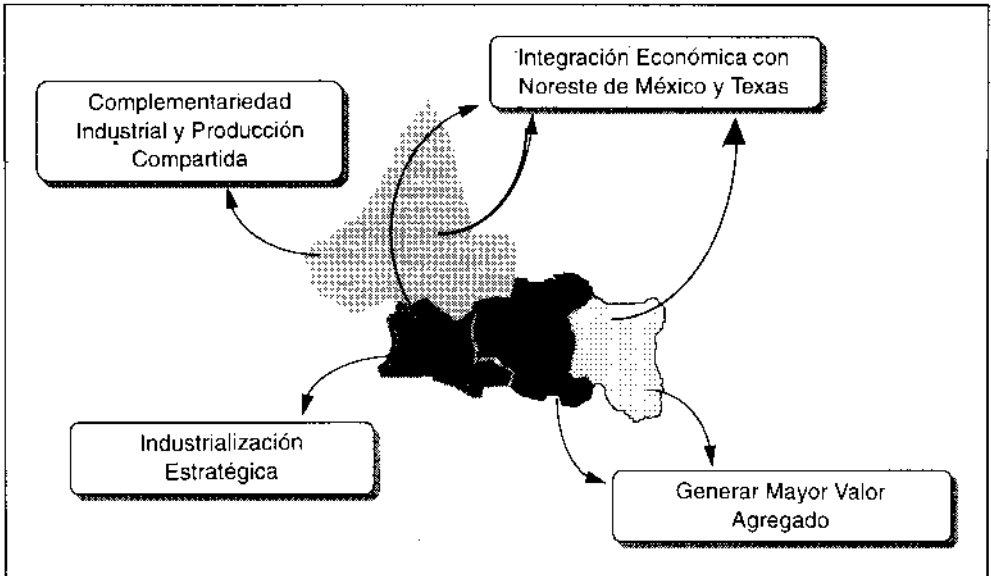 Integración Económica con
Noreste de México y Texas
Complementariedad
Industrial y Producción
Compartida
Industrialización
Estratégica
Generar Mayor Valor
Agregado